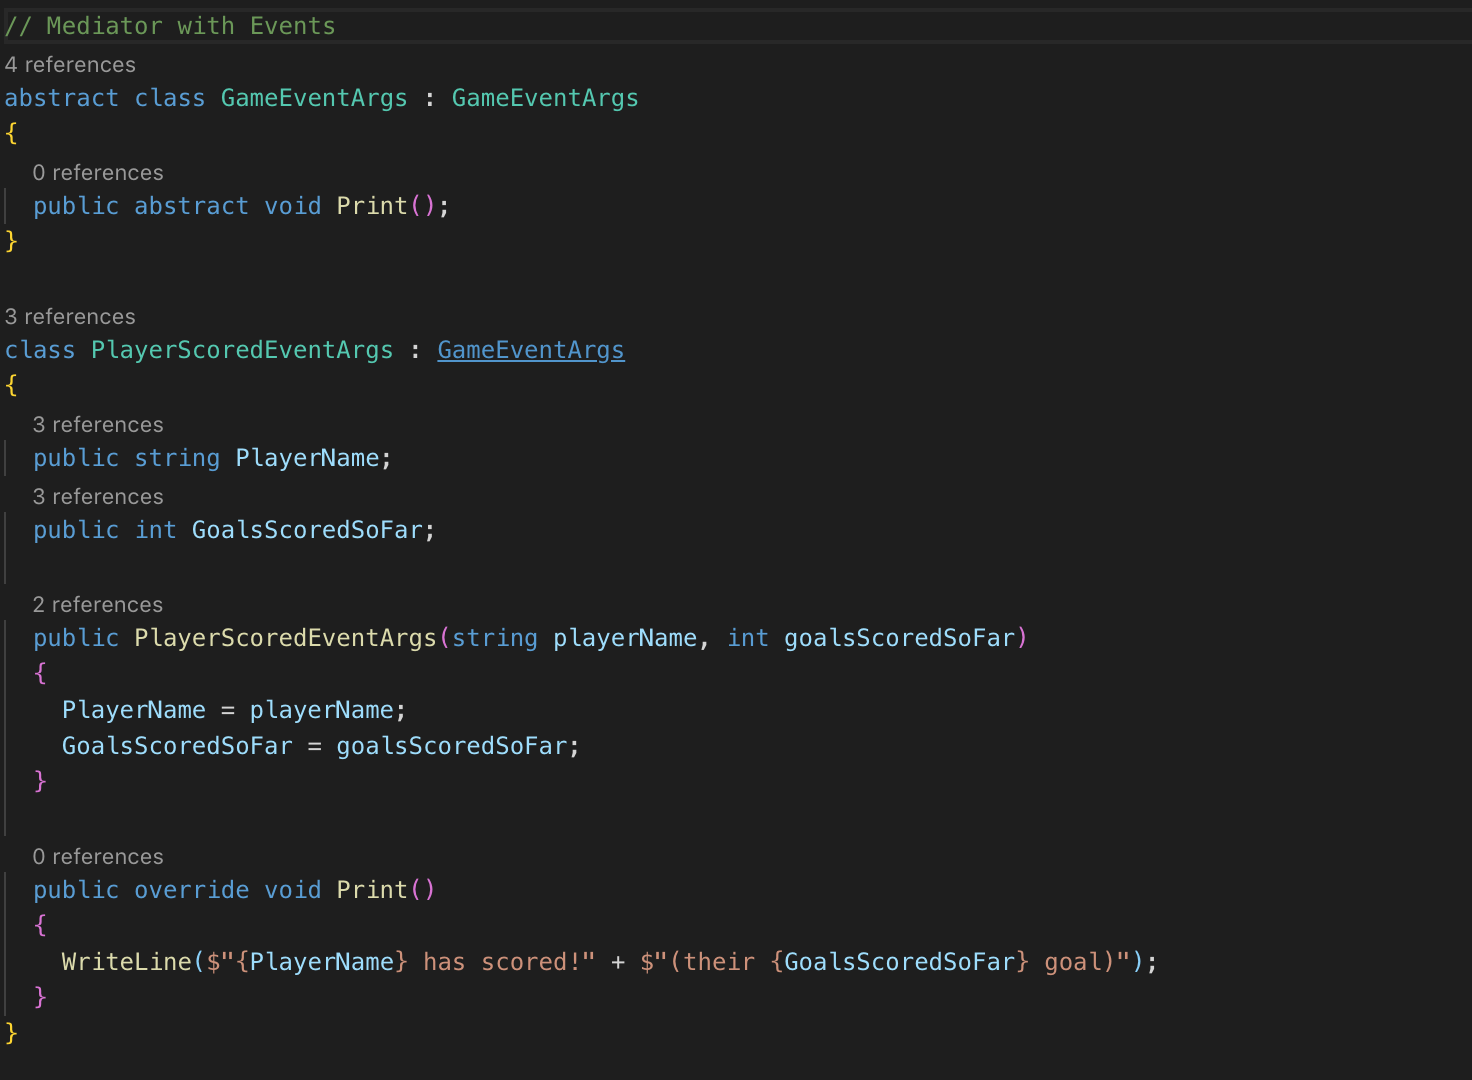 // Mediator with Events
4 references
abstract class GameEventArgs : GameEventArgs
{
0 references
public abstract void Print();
}
3 references
class PlayerScoredEventArgs : GameEventArgs
{
3 references
public string PlayerName;
3 references
public int GoalsScoredSoFar;
2 references
public PlayerScoredEventArgs(string playerName, int goalsScoredSoFar)
{
PlayerName = playerName;
GoalsScoredSoFar = goalsScoredSoFar;
}
0 references
public override void Print()
{
WriteLine($"{PlayerName} has scored!" + $"(their {GoalsScoredSoFar} goal)");
}
}